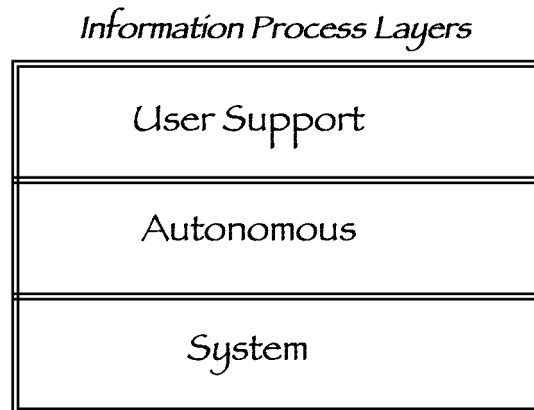 Information Process Layers
User Support
Autonomous
System